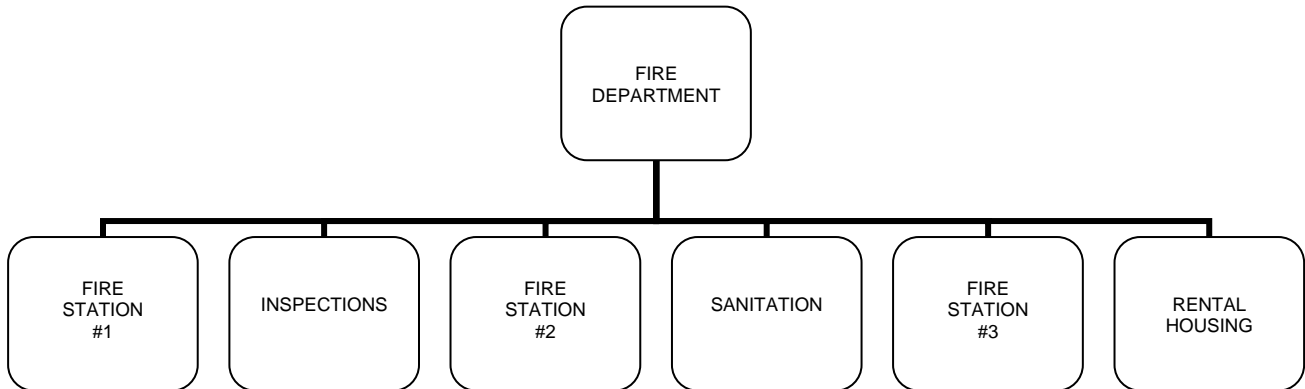 FIRE
DEPARTMENT
FIRE
STATION
#1
INSPECTIONS
FIRE
STATION
#2
SANITATION
FIRE
STATION
#3
RENTAL
HOUSING